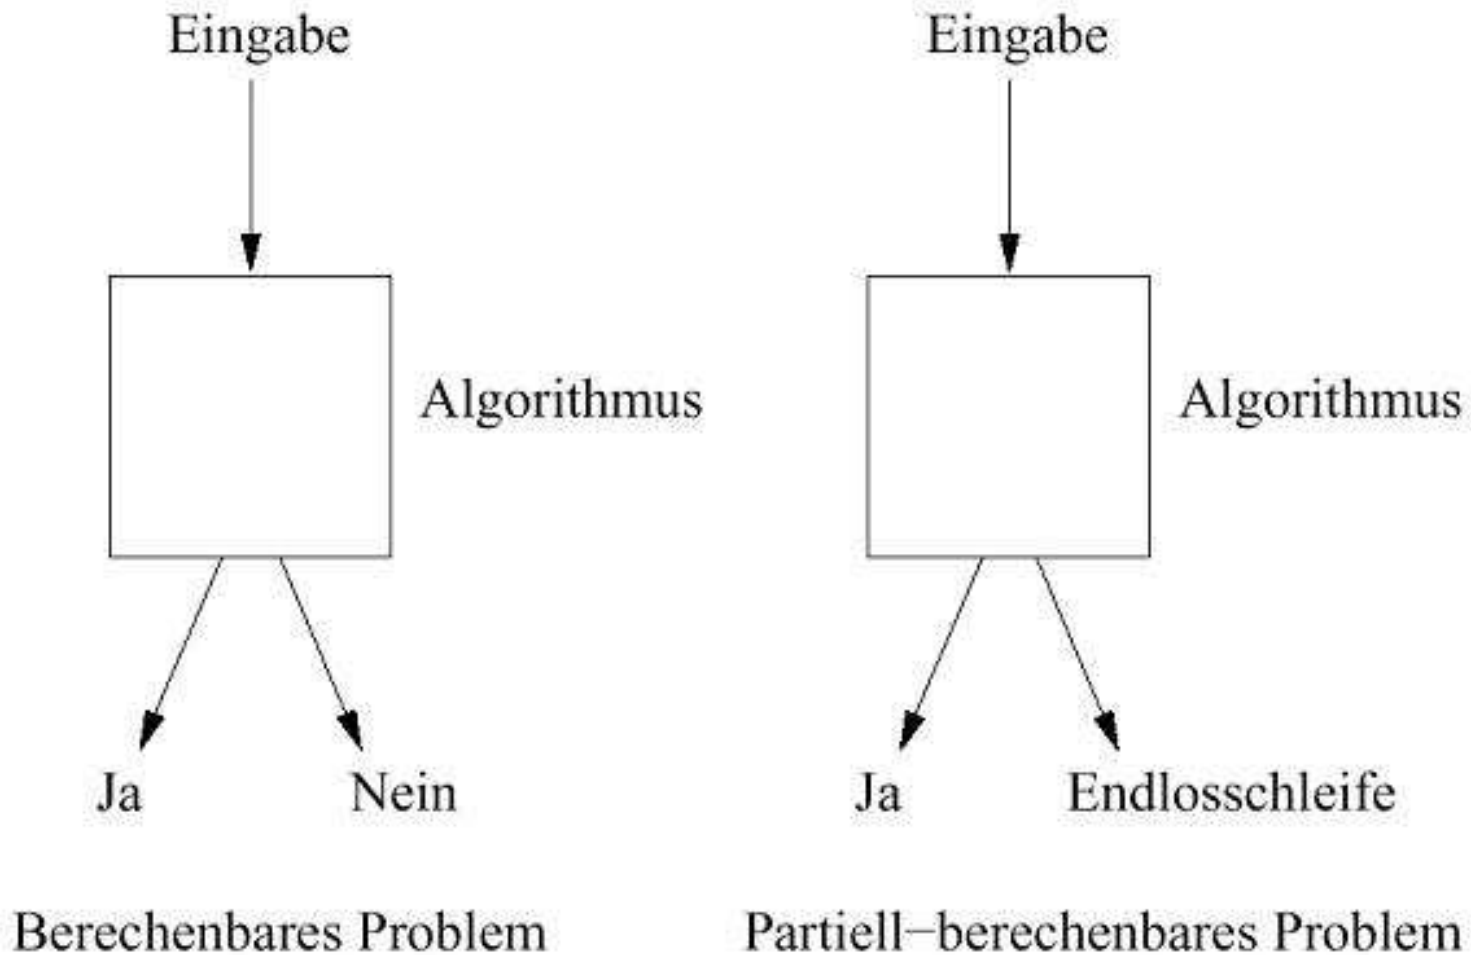 Eingabe
Eingabe
Algorithmus
Algorithmus
Ja
Nein
Ja
Endlosschleife
Berechenbares Problem
Partiell−berechenbares Problem